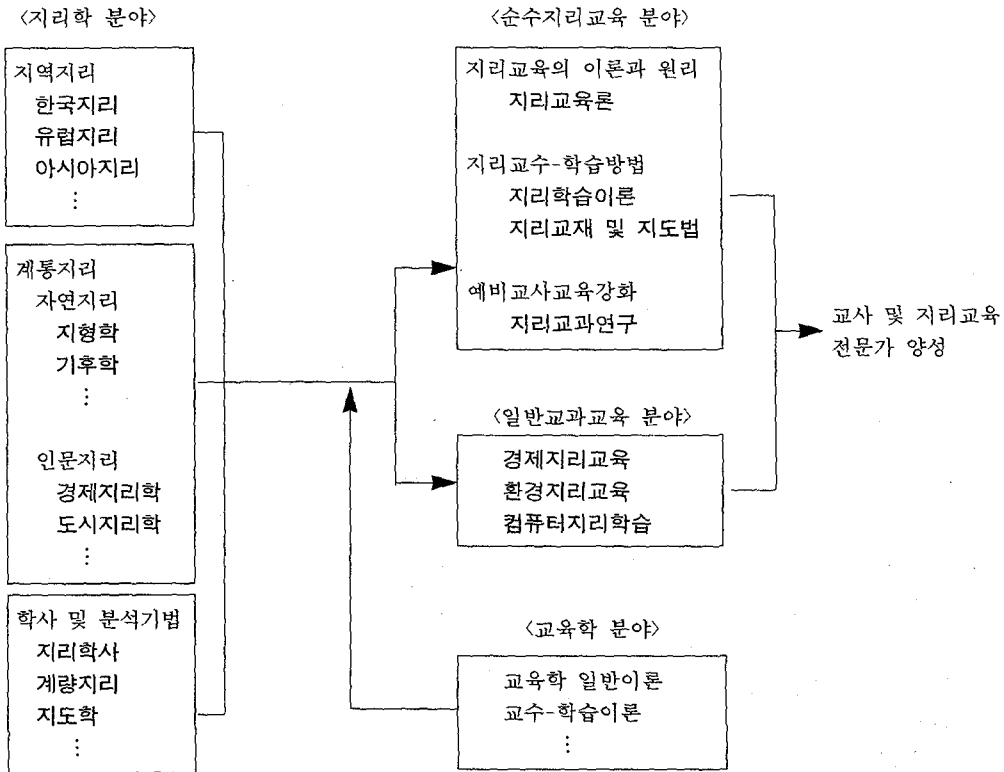 〈지리학 분야〉
지역지리
한국지리
유럽지리
아시아지리
⋮
계통지리
자연지리
지형학
기후학
⋮
인문지리
경제지리학
도시지리학
⋮
학사 및 분석기법
지리학사
계량지리
지도학
⋮
〈순수지리교육 분야〉
지리교육의 이론과 원리
지리교육론
지리교수-학습방법
지리학습이론
지리교재 및 지도법
예비교사교육강화
지리교과연구
〈일반교과교육 분야〉
경제지리교육
환경지리교육
컴퓨터지리학습
〈교육학 분야〉
교육학 일반이론
교수-학습이론
⋮
교사 및 지리교육
전문가 양성